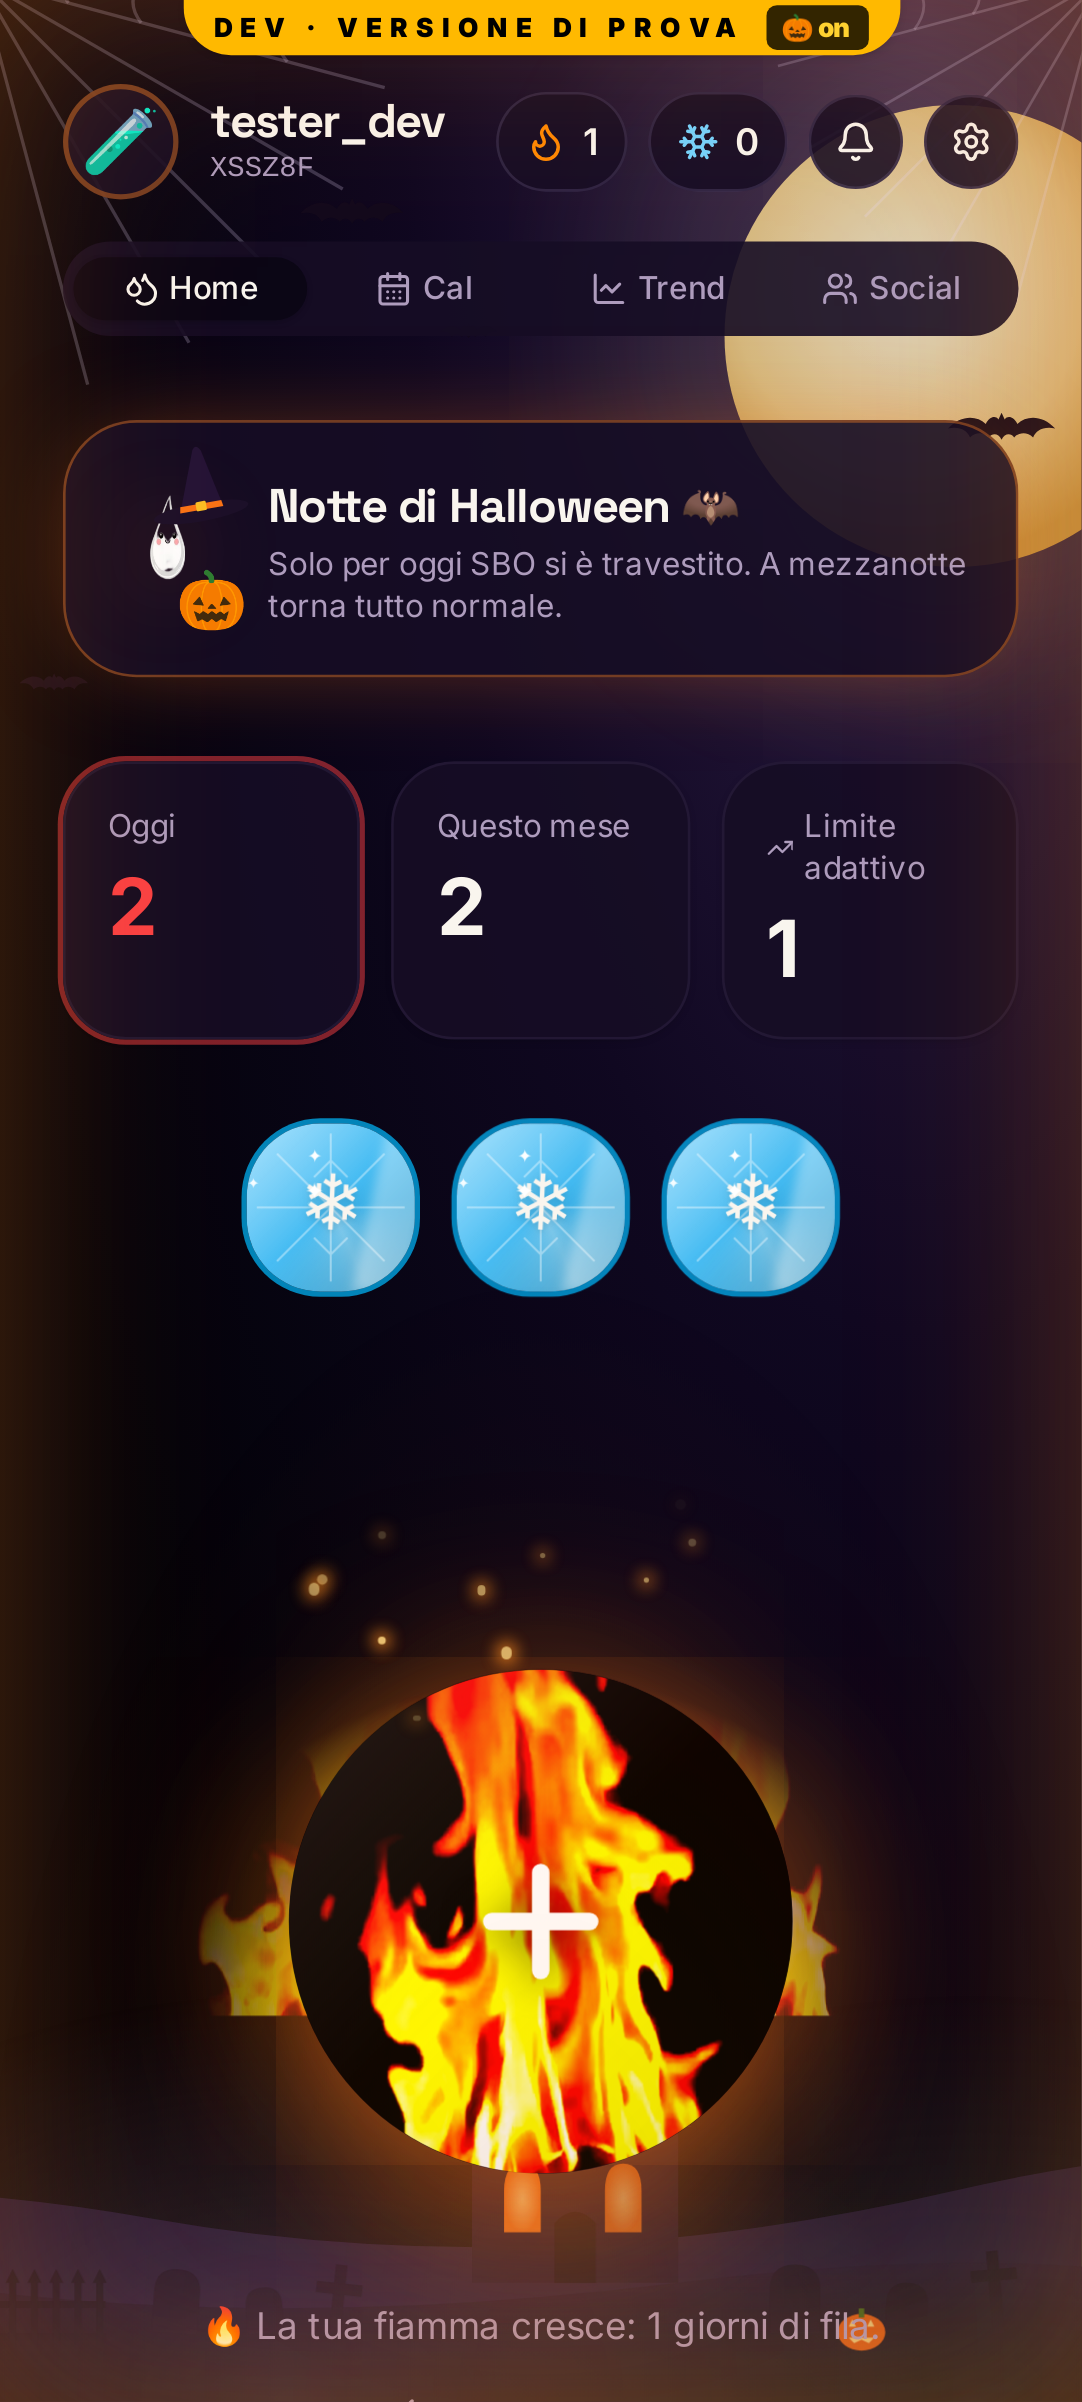 DEV · VERSIONE DI PROVA 🎃 on
tester_dev
XSSZ8F
1
0
Home
Cal
Trend
Social
Notte di Halloween 🦇
Solo per oggi SBO si è travestito. A mezzanotte
torna tutto normale.
Oggi
2
Questo mese
2
Limite
adattivo
1
🔥 La tua fiamma cresce: 1 giorni di fila.